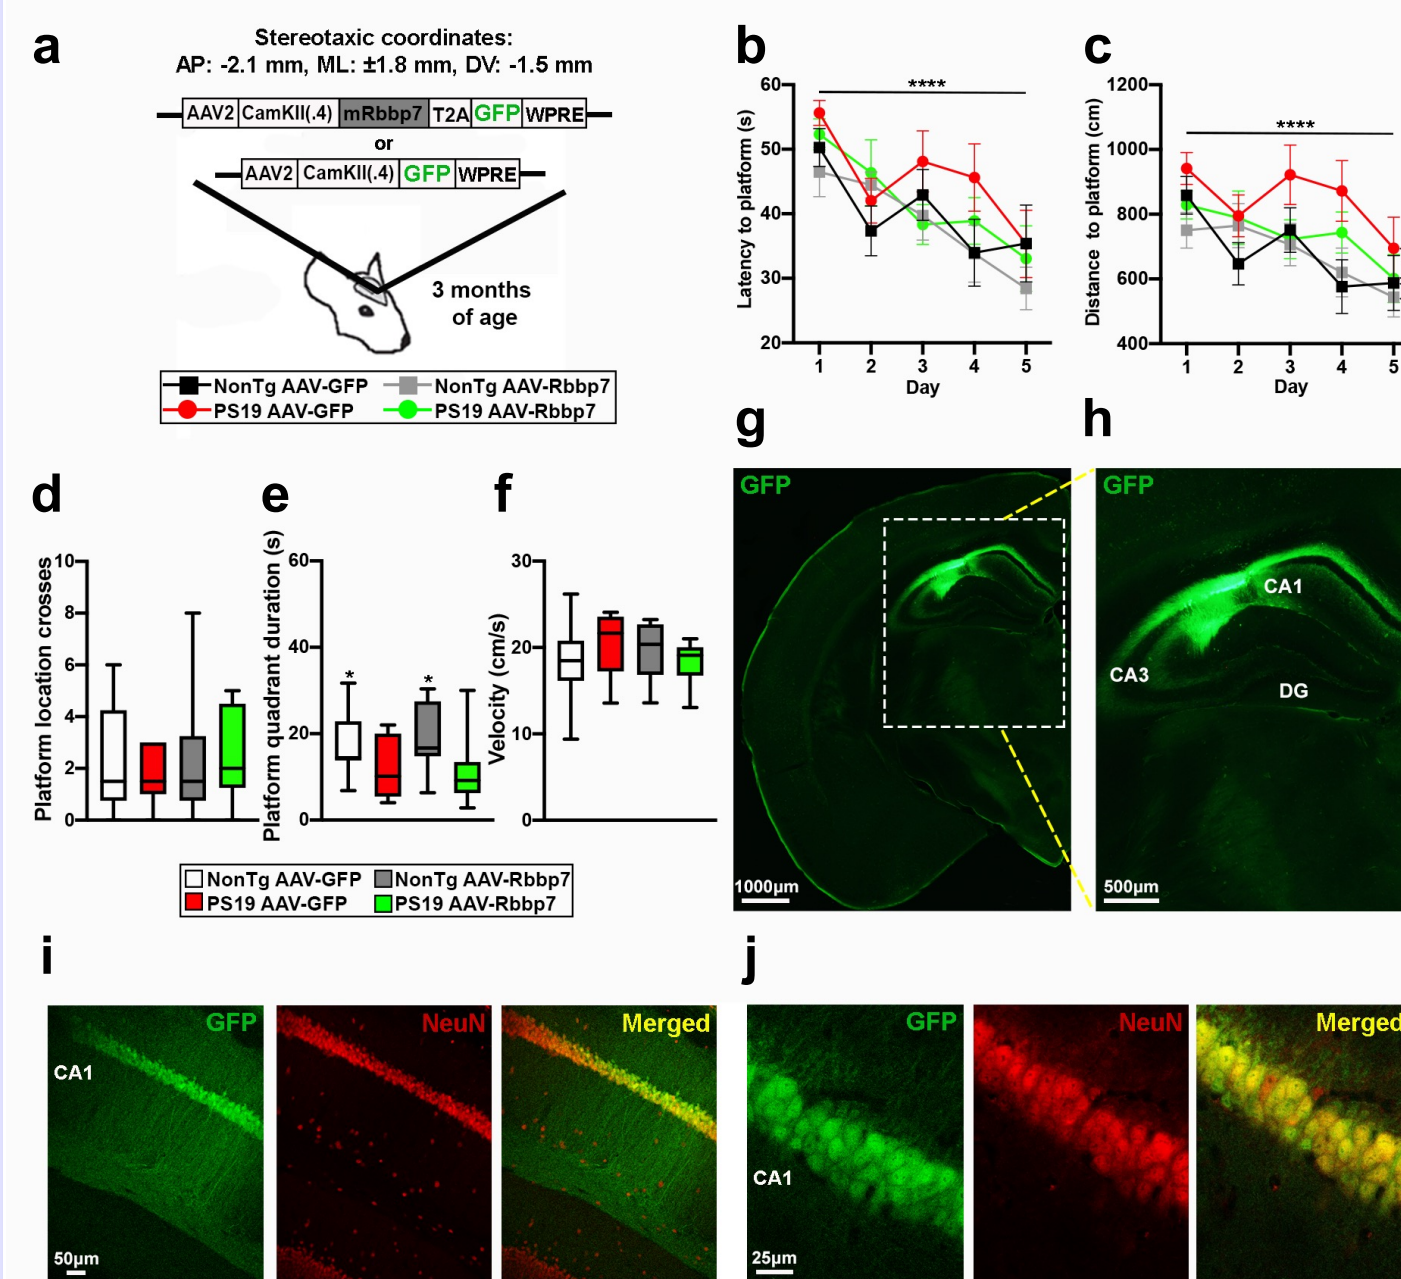 a
Stereotaxic coordinates:
AP: -2.1 mm, ML: ±1.8 mm, DV: -1.5 mm
AAV2 CamKII(.4) mRbbp7 T2A GFP WPRE
or
AAV2 CamKII(.4) GFP WPRE
3 months
of age
NonTg AAV-GFP NonTg AAV-Rbbp7
PS19 AAV-GFP PS19 AAV-Rbbp7
b
Latency to platform (s)
60
50
40
30
20
****
1 2 3 4 5
Day
c
Distance to platform (cm)
1200
1000
800
600
400
****
1 2 3 4 5
Day
d
Platform location crosses
10
8
6
4
2
0
e
Platform quadrant duration (s)
60
40
20
0
* *
f
Velocity (cm/s)
30
20
10
0
NonTg AAV-GFP NonTg AAV-Rbbp7
PS19 AAV-GFP PS19 AAV-Rbbp7
g
GFP
1000µm
h
GFP
CA1
CA3
DG
500µm
i
GFP
CA1
50µm
NeuN
Merged
j
GFP
CA1
25µm
NeuN
Merged